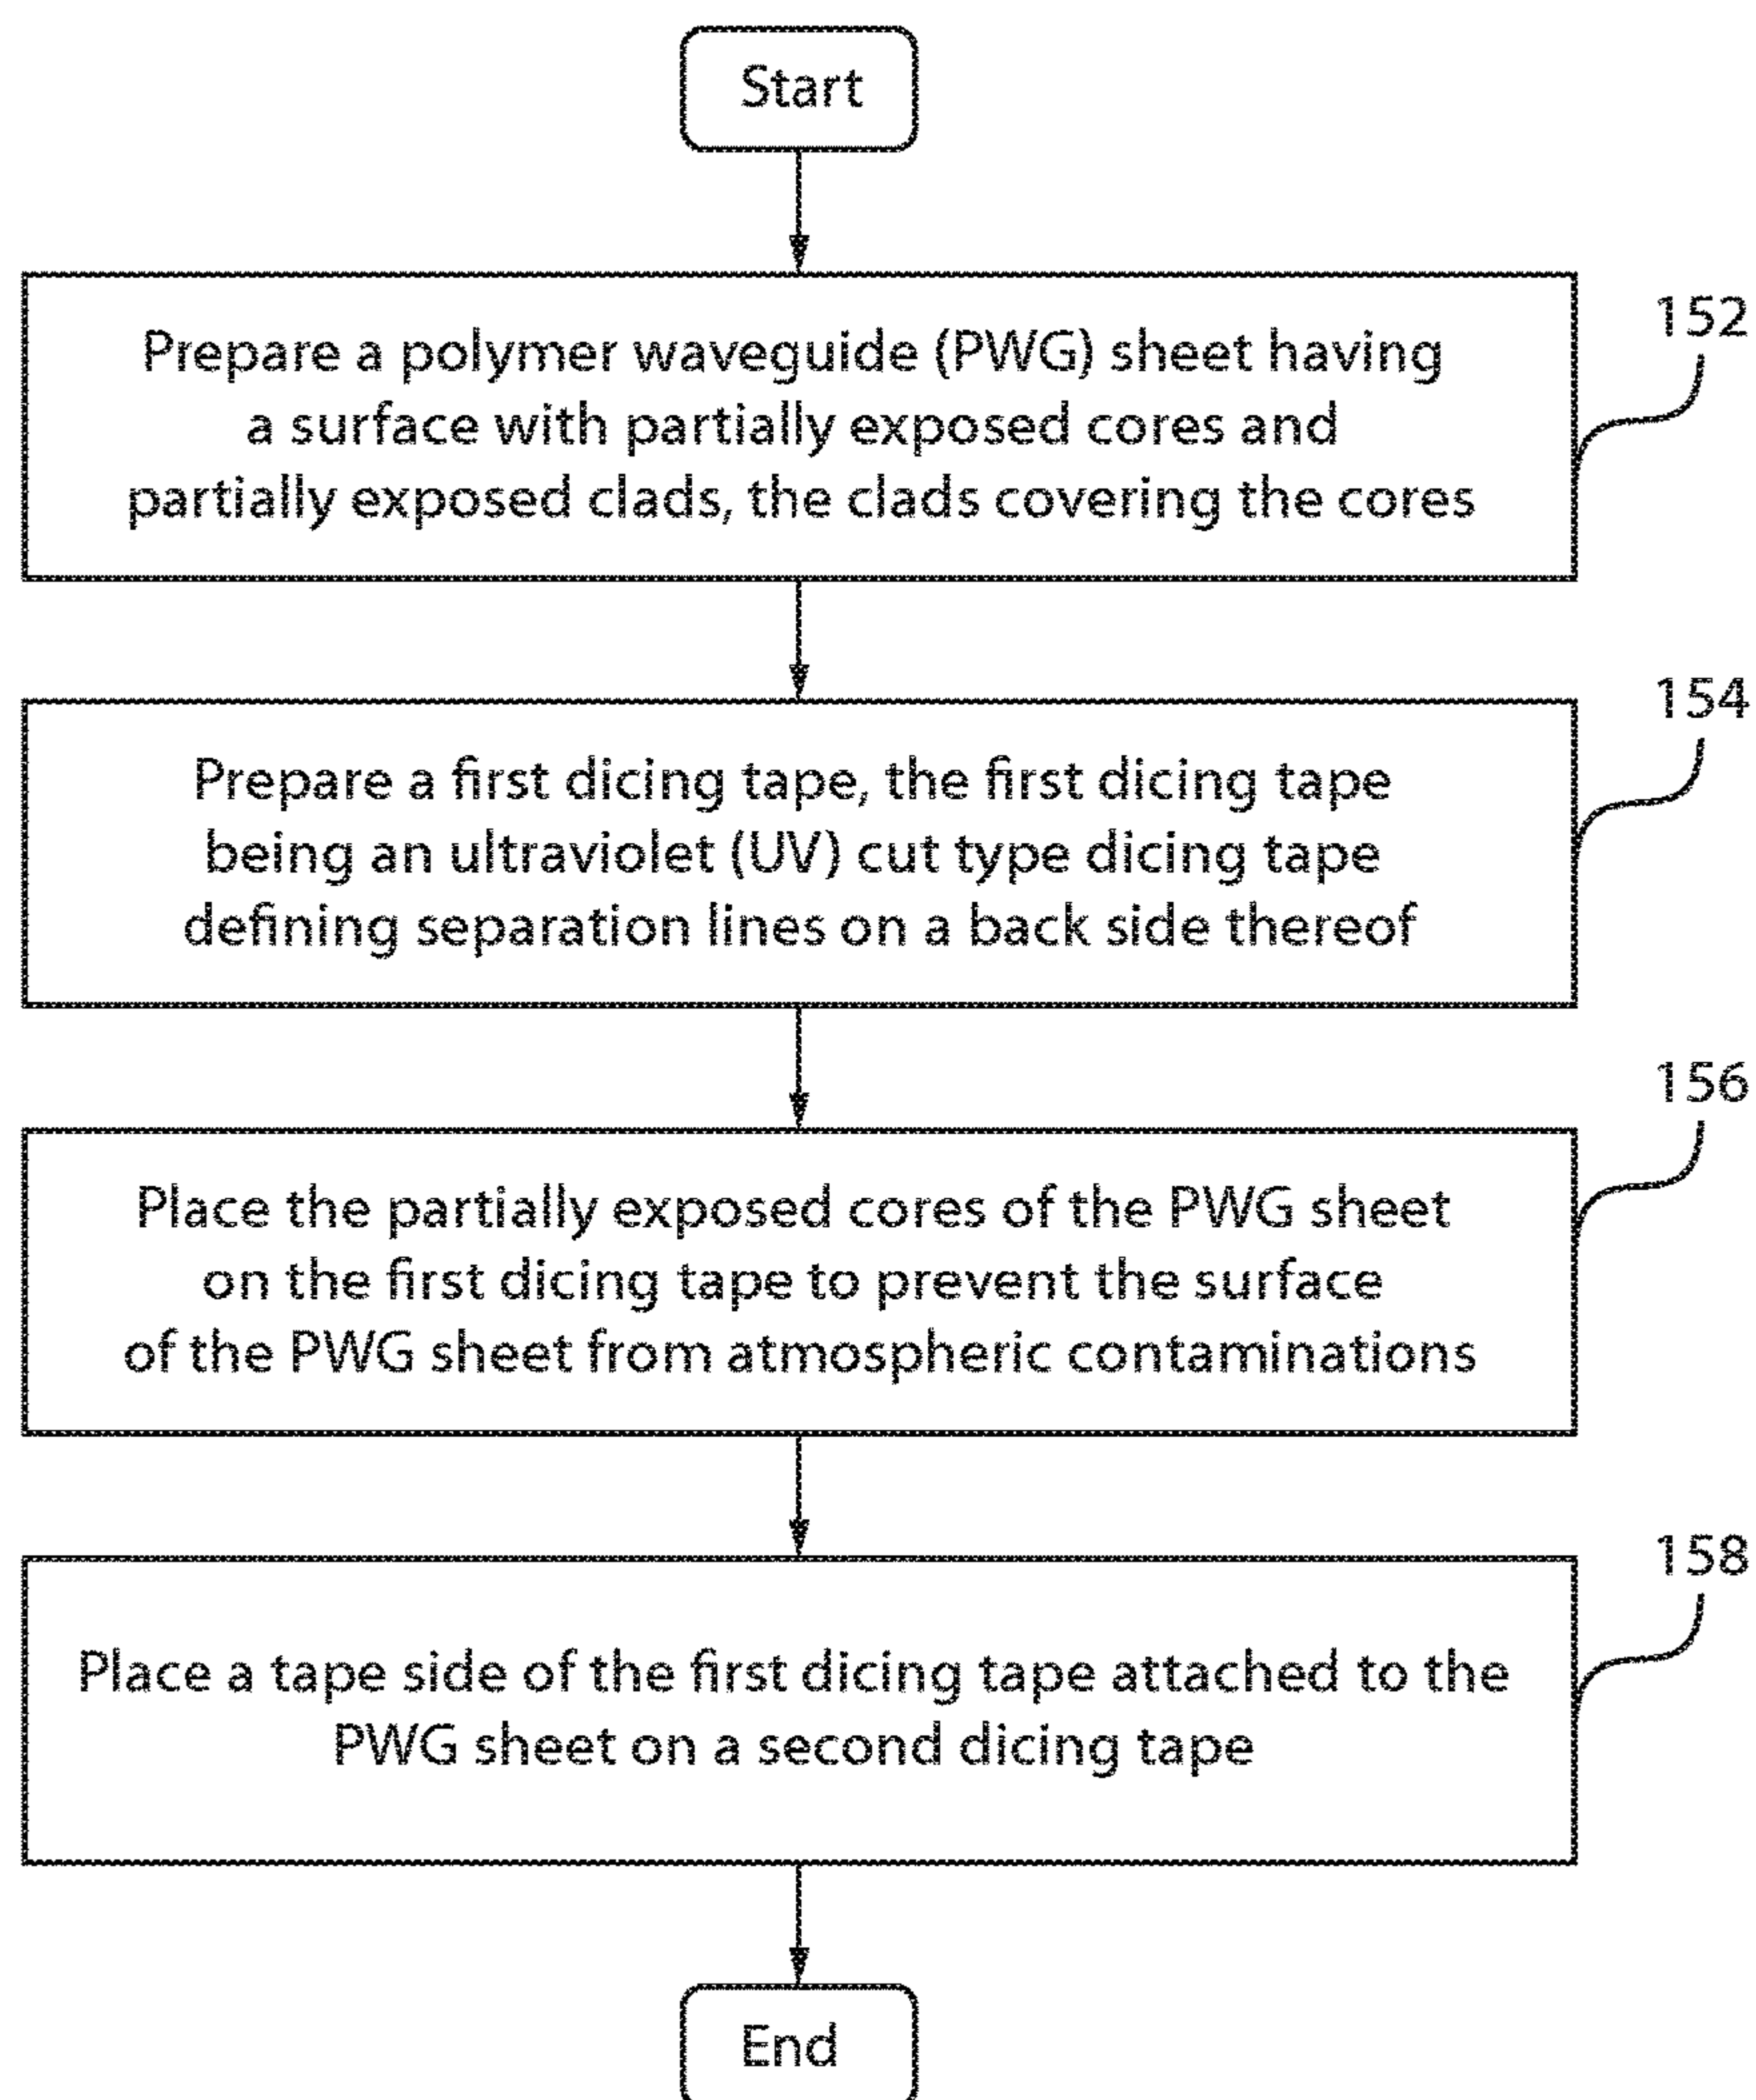 Start
Prepare a polymer waveguide (PWG) sheet having
a surface with partially exposed cores and
partially exposed clads, the clads covering the cores
152
Prepare a first dicing tape, the first dicing tape
being an ultraviolet (UV) cut type dicing tape
defining separation lines on a back side thereof
154
Place the partially exposed cores of the PWG sheet
on the first dicing tape to prevent the surface
of the PWG sheet from atmospheric contaminations
156
Place a tape side of the first dicing tape attached to the
PWG sheet on a second dicing tape
158
End